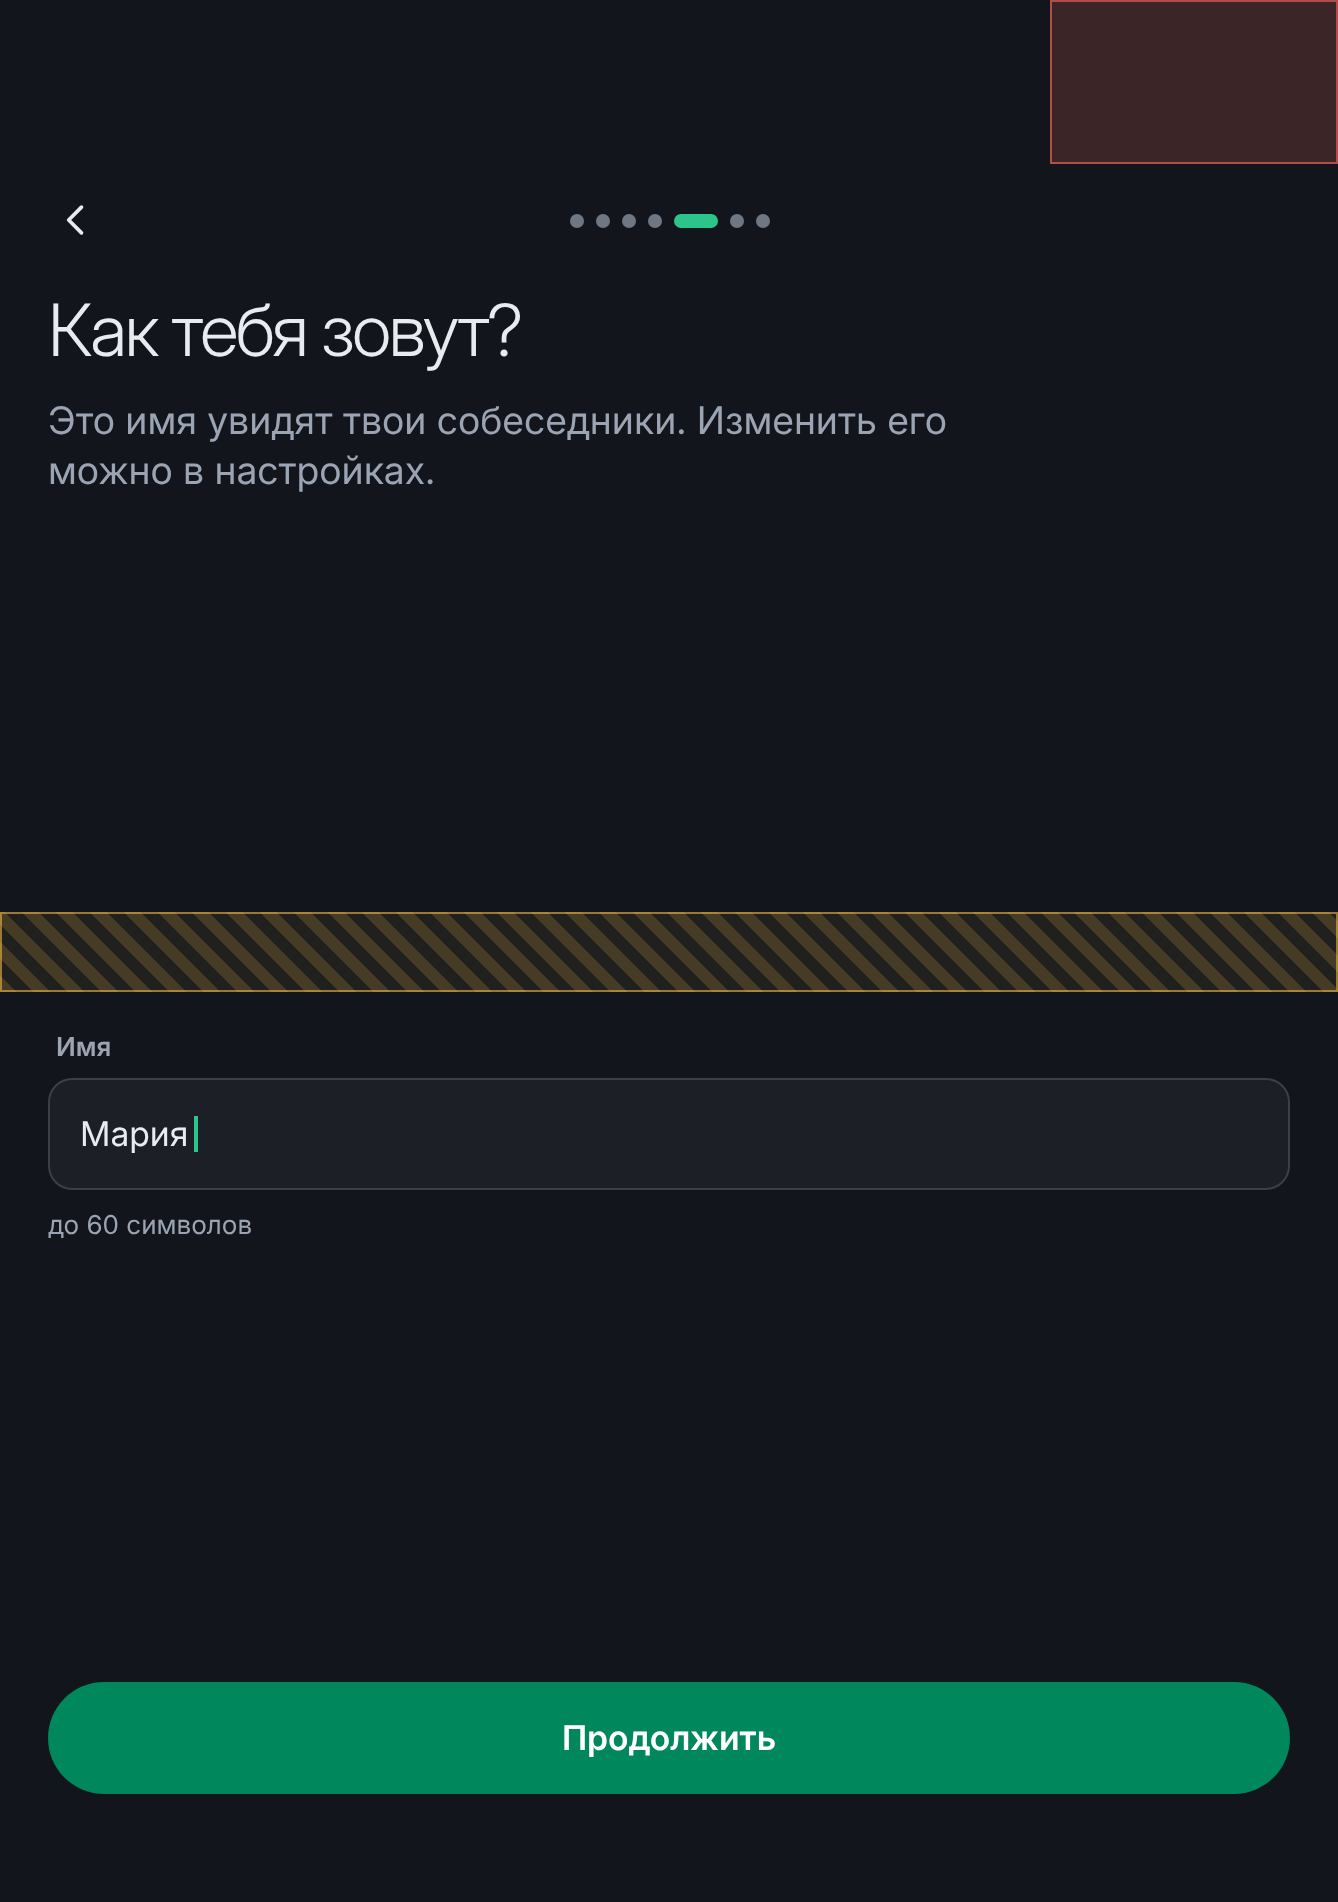 Как тебя зовут?
Это имя увидят твои собеседники. Изменить его
можно в настройках.
Имя
Мария
до 60 символов
Продолжить